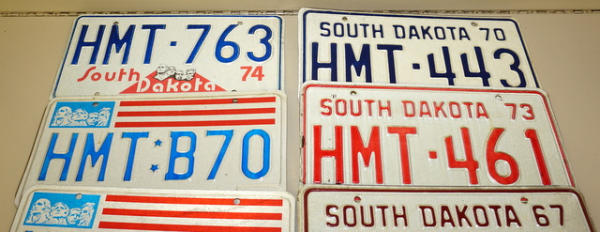 HMT·763
South Dakota 74
HMT·B70
SOUTH DAKOTA 70
HMT·443
SOUTH DAKOTA 73
HMT·461
SOUTH DAKOTA 67